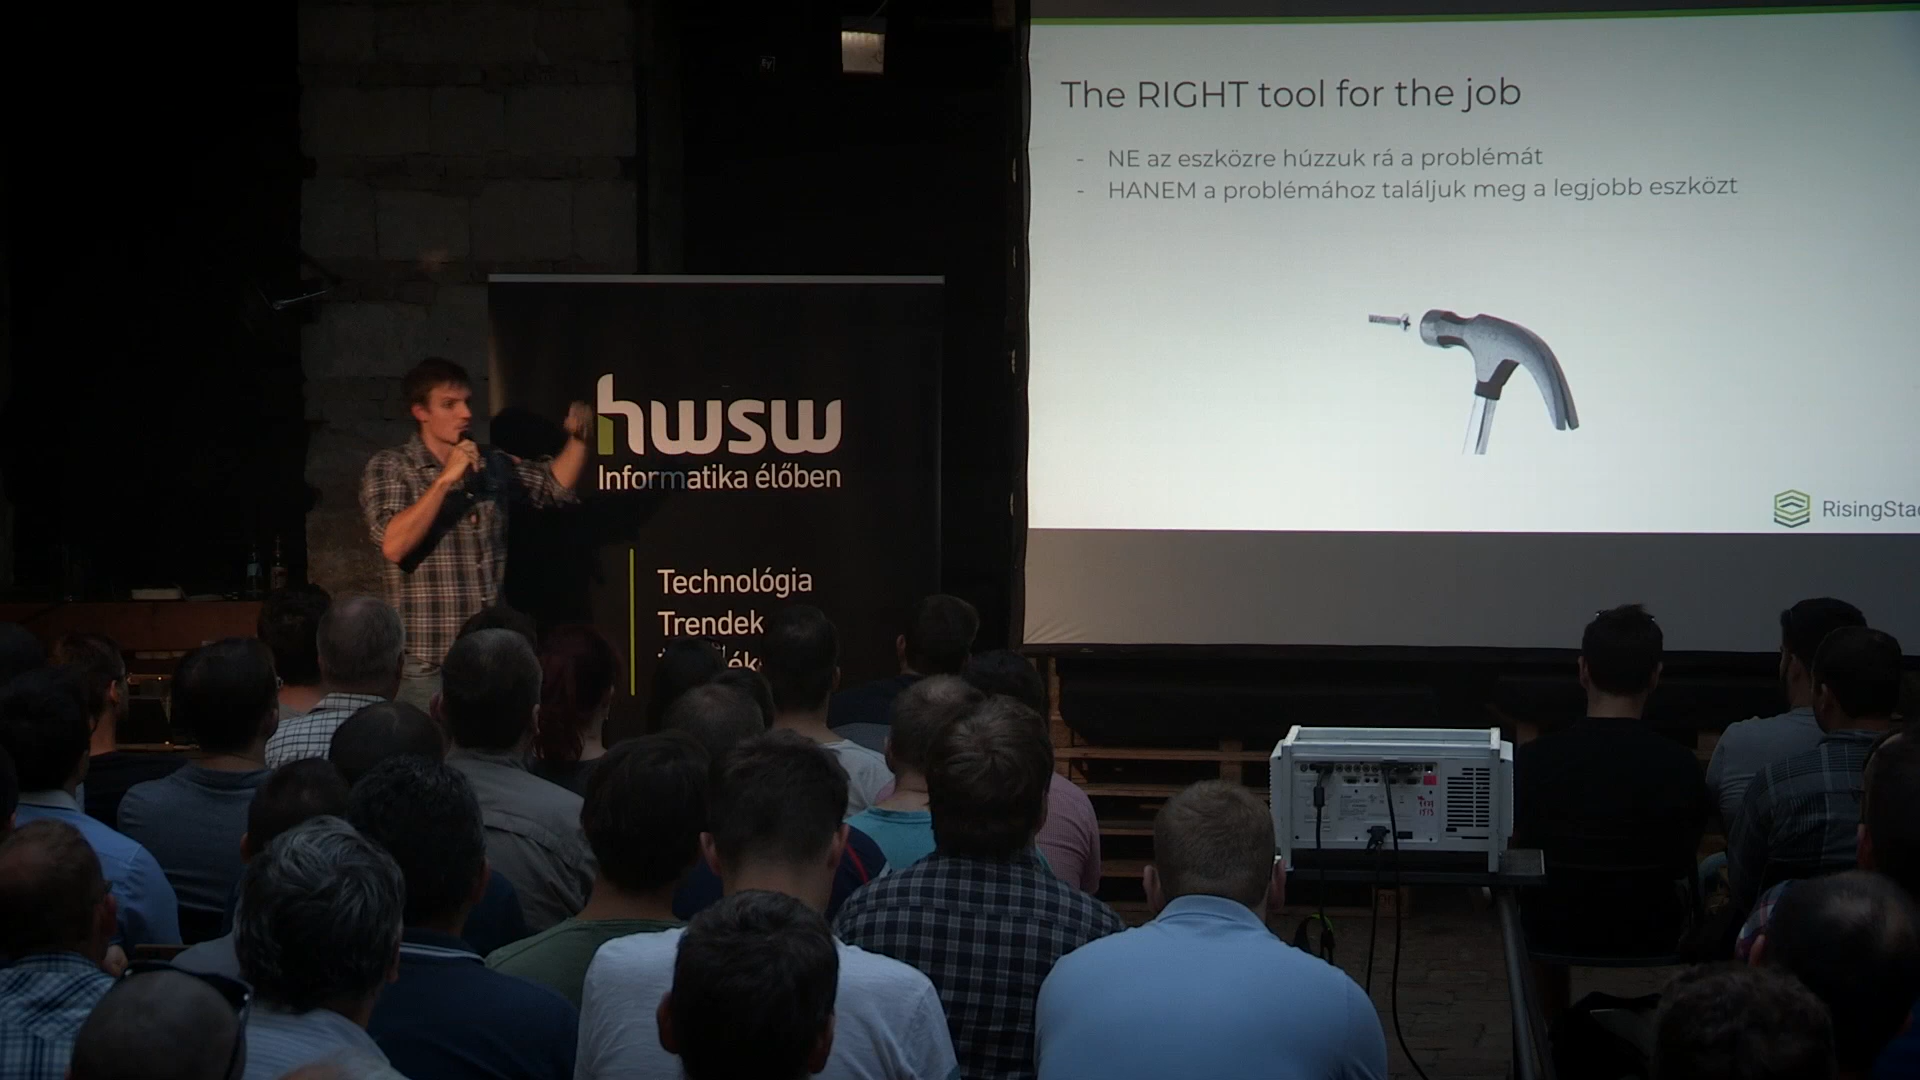 The RIGHT tool for the job
- NE az eszközre húzzuk rá a problémát
- HANEM a problémához találjuk meg a legjobb eszközt
hwsw
Informatika élőben
Technológia
Trendek